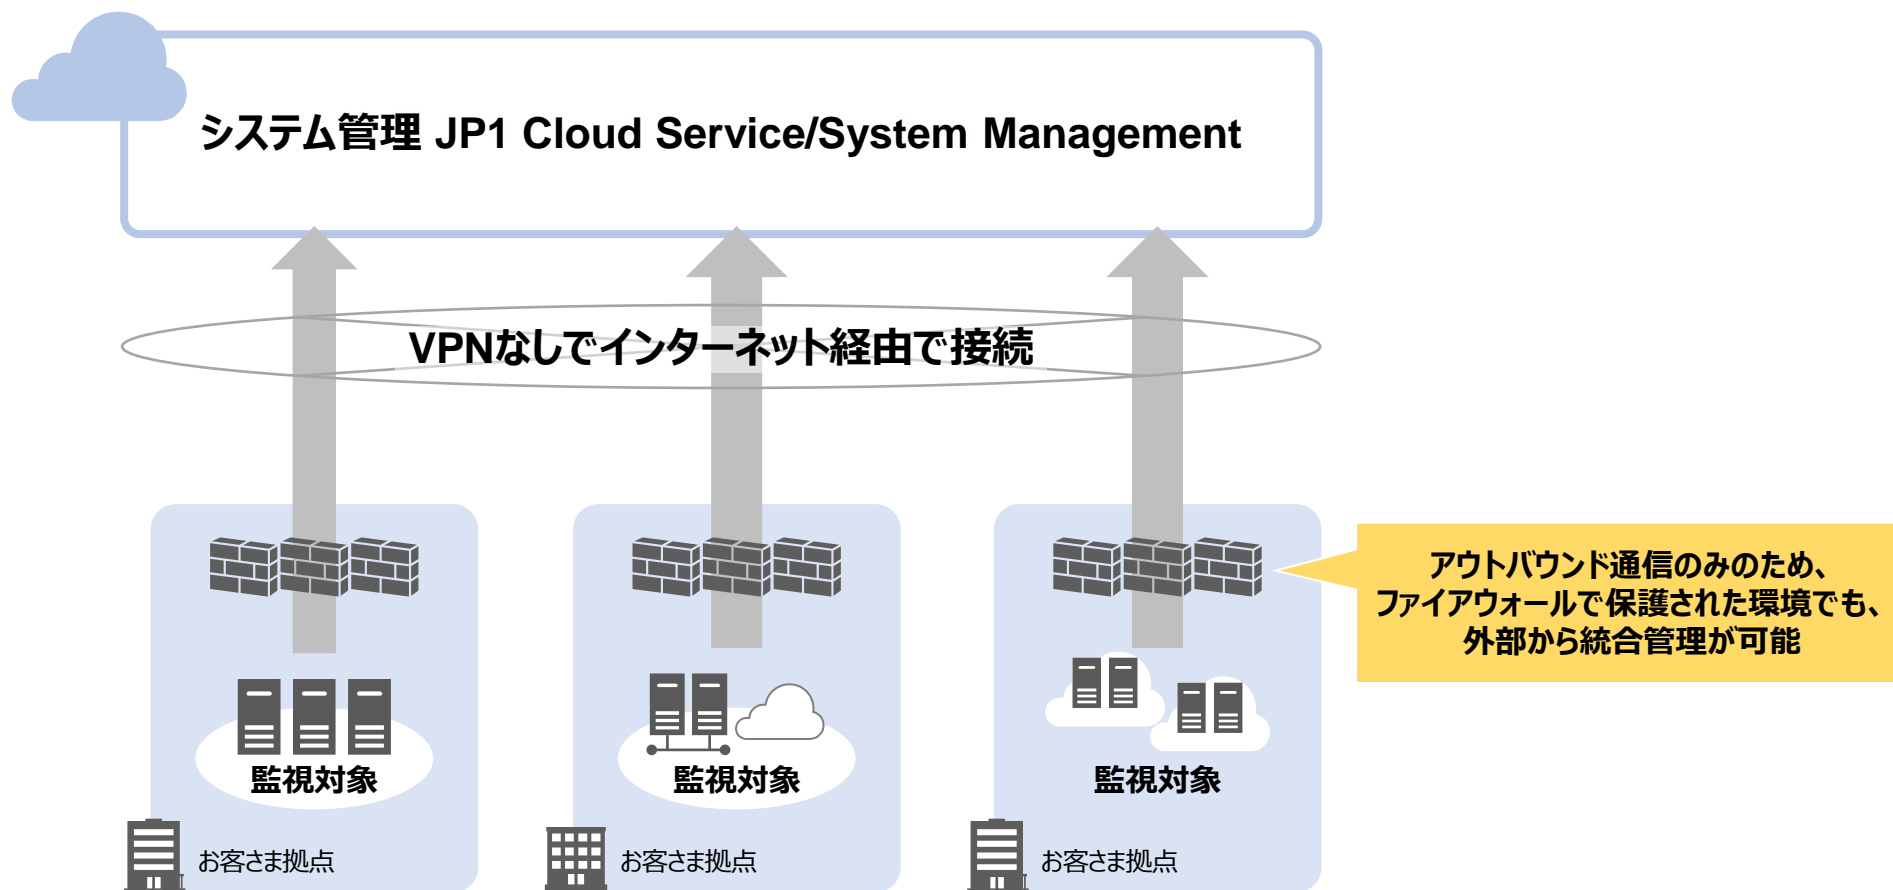 システム管理 JP1 Cloud Service/System Management
VPNなしでインターネット経由で接続
アウトバウンド通信のみのため、
ファイアウォールで保護された環境でも、
外部から統合管理が可能
監視対象
監視対象
監視対象
お客さま拠点
お客さま拠点
お客さま拠点